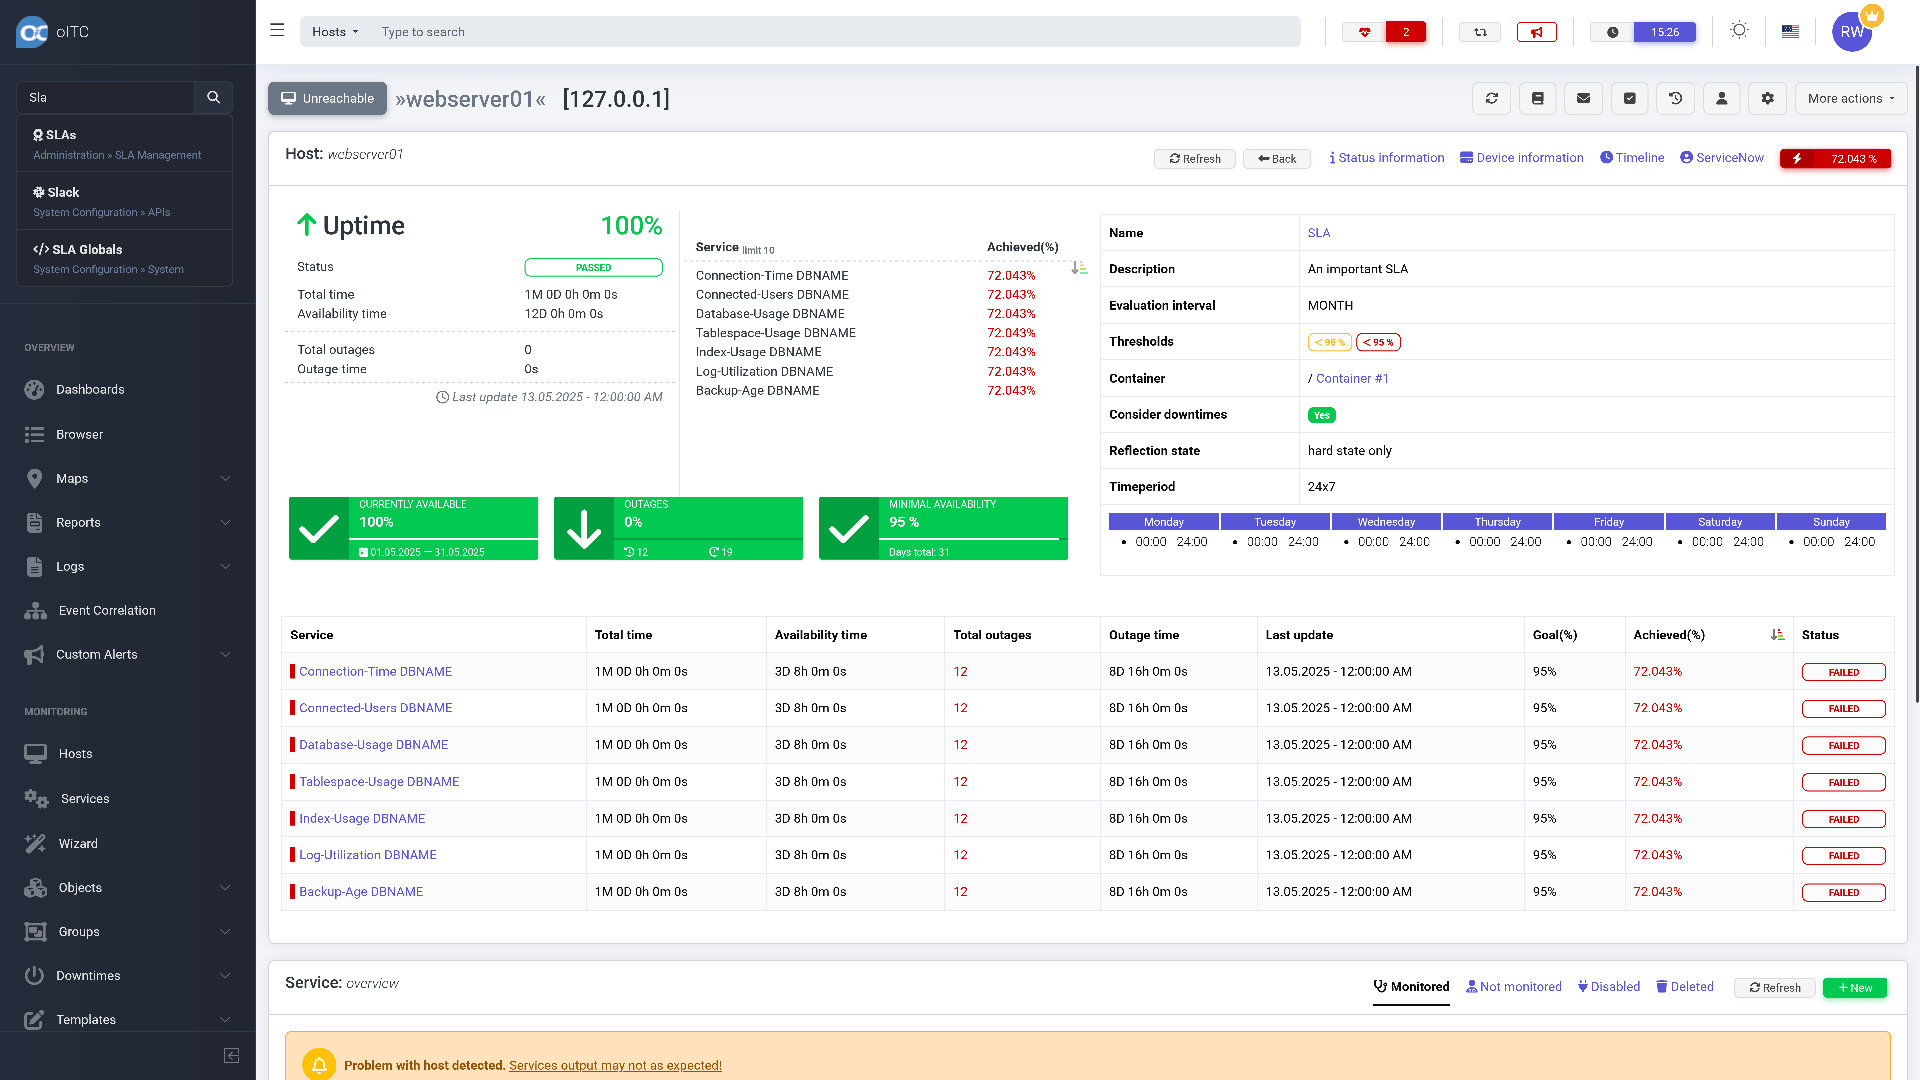 oITC
Hosts
Type to search
2
15:26
RW
Sla
SLAs
Administration » SLA Management
Slack
System Configuration » APIs
SLA Globals
System Configuration » System
OVERVIEW
Dashboards
Browser
Maps
Reports
Logs
Event Correlation
Custom Alerts
MONITORING
Hosts
Services
Wizard
Objects
Groups
Downtimes
Templates
Unreachable »webserver01« [127.0.0.1]
More actions
Host: webserver01
Refresh Back Status information Device information Timeline ServiceNow 72.043 %
Uptime 100%
Status PASSED
Total time 1M 0D 0h 0m 0s
Availability time 12D 0h 0m 0s
Total outages 0
Outage time 0s
Last update 13.05.2025 - 12:00:00 AM
Service limit 10 Achieved(%)
Connection-Time DBNAME 72.043%
Connected-Users DBNAME 72.043%
Database-Usage DBNAME 72.043%
Tablespace-Usage DBNAME 72.043%
Index-Usage DBNAME 72.043%
Log-Utilization DBNAME 72.043%
Backup-Age DBNAME 72.043%
CURRENTLY AVAILABLE
100%
01.05.2025 — 31.05.2025
OUTAGES
0%
12 19
MINIMAL AVAILABILITY
95 %
Days total: 31
Name SLA
Description An important SLA
Evaluation interval MONTH
Thresholds < 98 % < 95 %
Container / Container #1
Consider downtimes Yes
Reflection state hard state only
Timeperiod 24x7
Monday Tuesday Wednesday Thursday Friday Saturday Sunday
• 00:00 24:00 • 00:00 24:00 • 00:00 24:00 • 00:00 24:00 • 00:00 24:00 • 00:00 24:00 • 00:00 24:00
Service Total time Availability time Total outages Outage time Last update Goal(%) Achieved(%) Status
Connection-Time DBNAME 1M 0D 0h 0m 0s 3D 8h 0m 0s 12 8D 16h 0m 0s 13.05.2025 - 12:00:00 AM 95% 72.043% FAILED
Connected-Users DBNAME 1M 0D 0h 0m 0s 3D 8h 0m 0s 12 8D 16h 0m 0s 13.05.2025 - 12:00:00 AM 95% 72.043% FAILED
Database-Usage DBNAME 1M 0D 0h 0m 0s 3D 8h 0m 0s 12 8D 16h 0m 0s 13.05.2025 - 12:00:00 AM 95% 72.043% FAILED
Tablespace-Usage DBNAME 1M 0D 0h 0m 0s 3D 8h 0m 0s 12 8D 16h 0m 0s 13.05.2025 - 12:00:00 AM 95% 72.043% FAILED
Index-Usage DBNAME 1M 0D 0h 0m 0s 3D 8h 0m 0s 12 8D 16h 0m 0s 13.05.2025 - 12:00:00 AM 95% 72.043% FAILED
Log-Utilization DBNAME 1M 0D 0h 0m 0s 3D 8h 0m 0s 12 8D 16h 0m 0s 13.05.2025 - 12:00:00 AM 95% 72.043% FAILED
Backup-Age DBNAME 1M 0D 0h 0m 0s 3D 8h 0m 0s 12 8D 16h 0m 0s 13.05.2025 - 12:00:00 AM 95% 72.043% FAILED
Service: overview
Monitored Not monitored Disabled Deleted Refresh + New
Problem with host detected. Services output may not as expected!